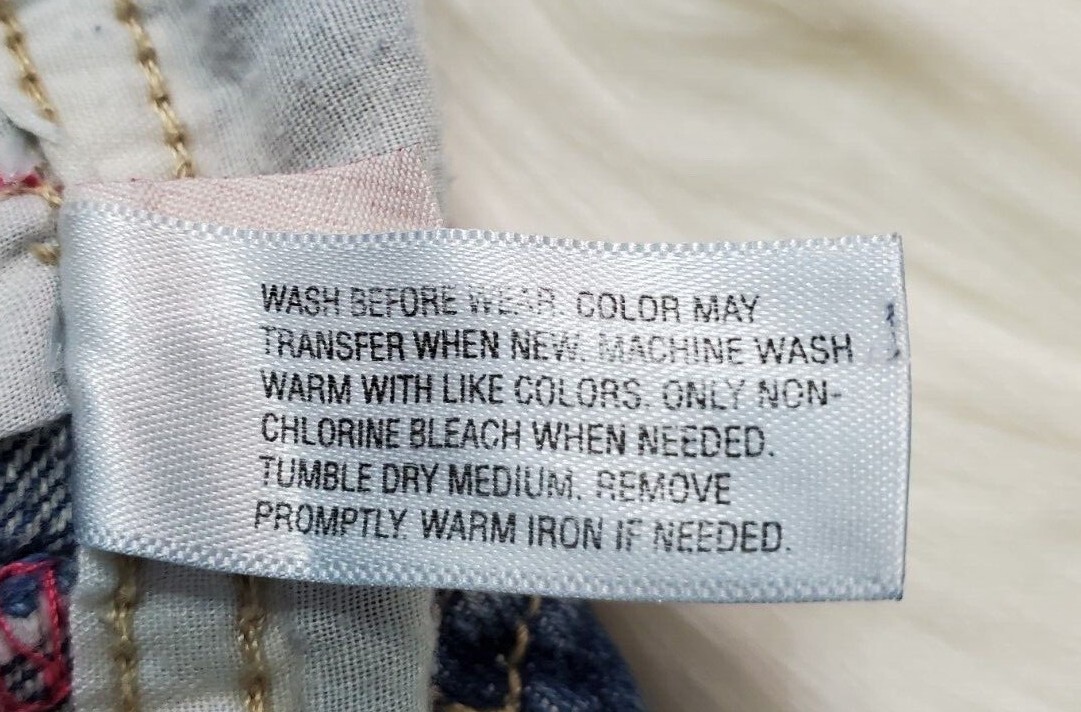 WASH BEFORE WEAR. COLOR MAY
TRANSFER WHEN NEW. MACHINE WASH
WARM WITH LIKE COLORS. ONLY NON-
CHLORINE BLEACH WHEN NEEDED.
TUMBLE DRY MEDIUM. REMOVE
PROMPTLY. WARM IRON IF NEEDED.